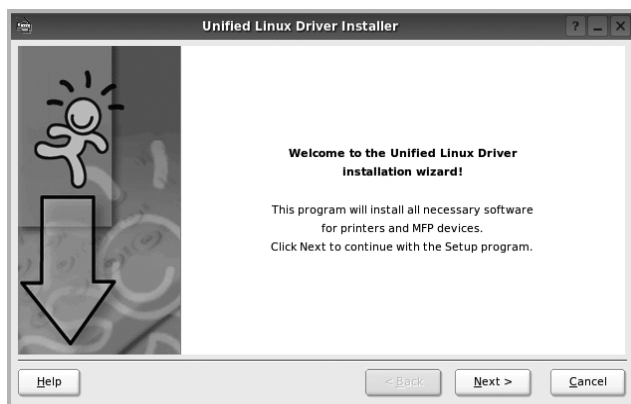 Unified Linux Driver Installer
Welcome to the Unified Linux Driver
installation wizard!
This program will install all necessary software
for printers and MFP devices.
Click Next to continue with the Setup program.
Help
< Back
Next >
Cancel